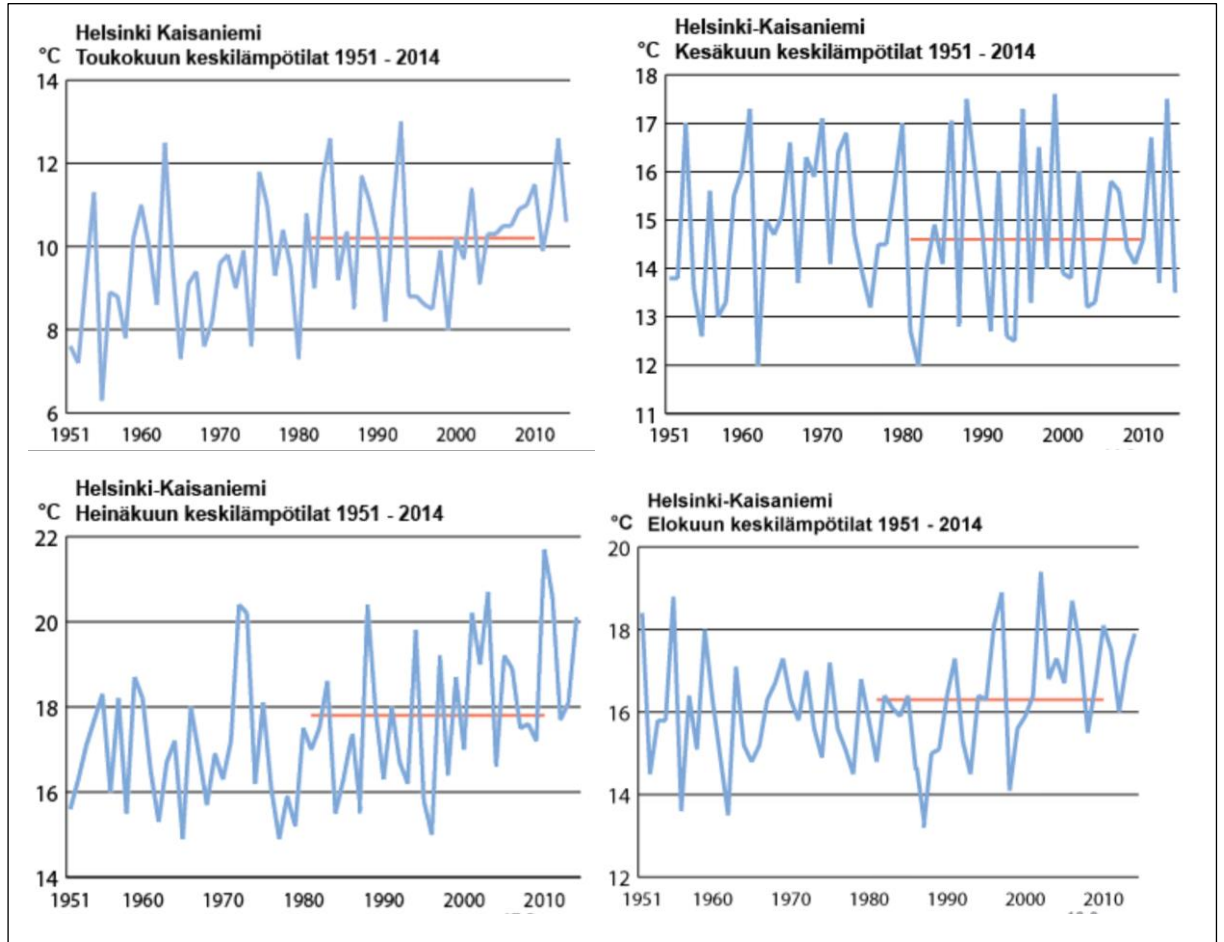 Helsinki Kaisaniemi
°C Toukokuun keskilämpötilat 1951 - 2014
14
12
10
8
6
1951 1960 1970 1980 1990 2000 2010
Helsinki-Kaisaniemi
°C Kesäkuun keskilämpötilat 1951 - 2014
18
17
16
15
14
13
12
11
1951 1960 1970 1980 1990 2000 2010
Helsinki-Kaisaniemi
°C Heinäkuun keskilämpötilat 1951 - 2014
22
20
18
16
14
1951 1960 1970 1980 1990 2000 2010
Helsinki-Kaisaniemi
°C Elokuun keskilämpötilat 1951 - 2014
20
18
16
14
12
1951 1960 1970 1980 1990 2000 2010